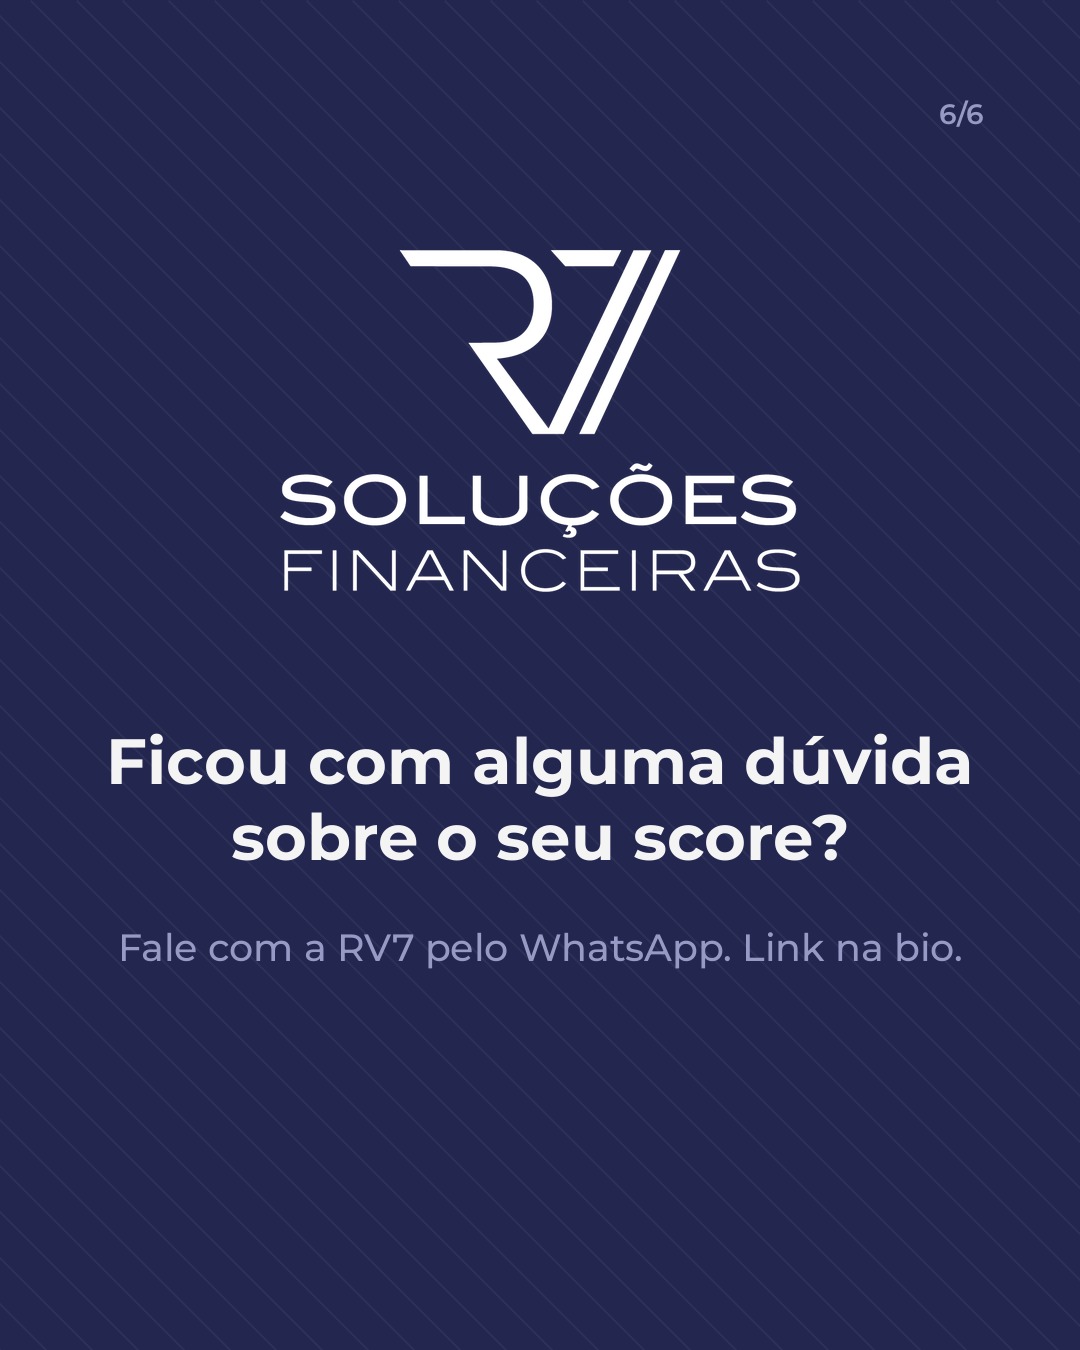 6/6
RV7
SOLUÇÕES
FINANCEIRAS
Ficou com alguma dúvida
sobre o seu score?
Fale com a RV7 pelo WhatsApp. Link na bio.